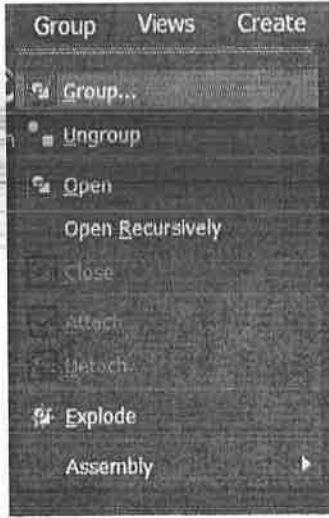 Group Views Create
Group...
Ungroup
Open
Open Recursively
Close
Attach
Detach
Explode
Assembly